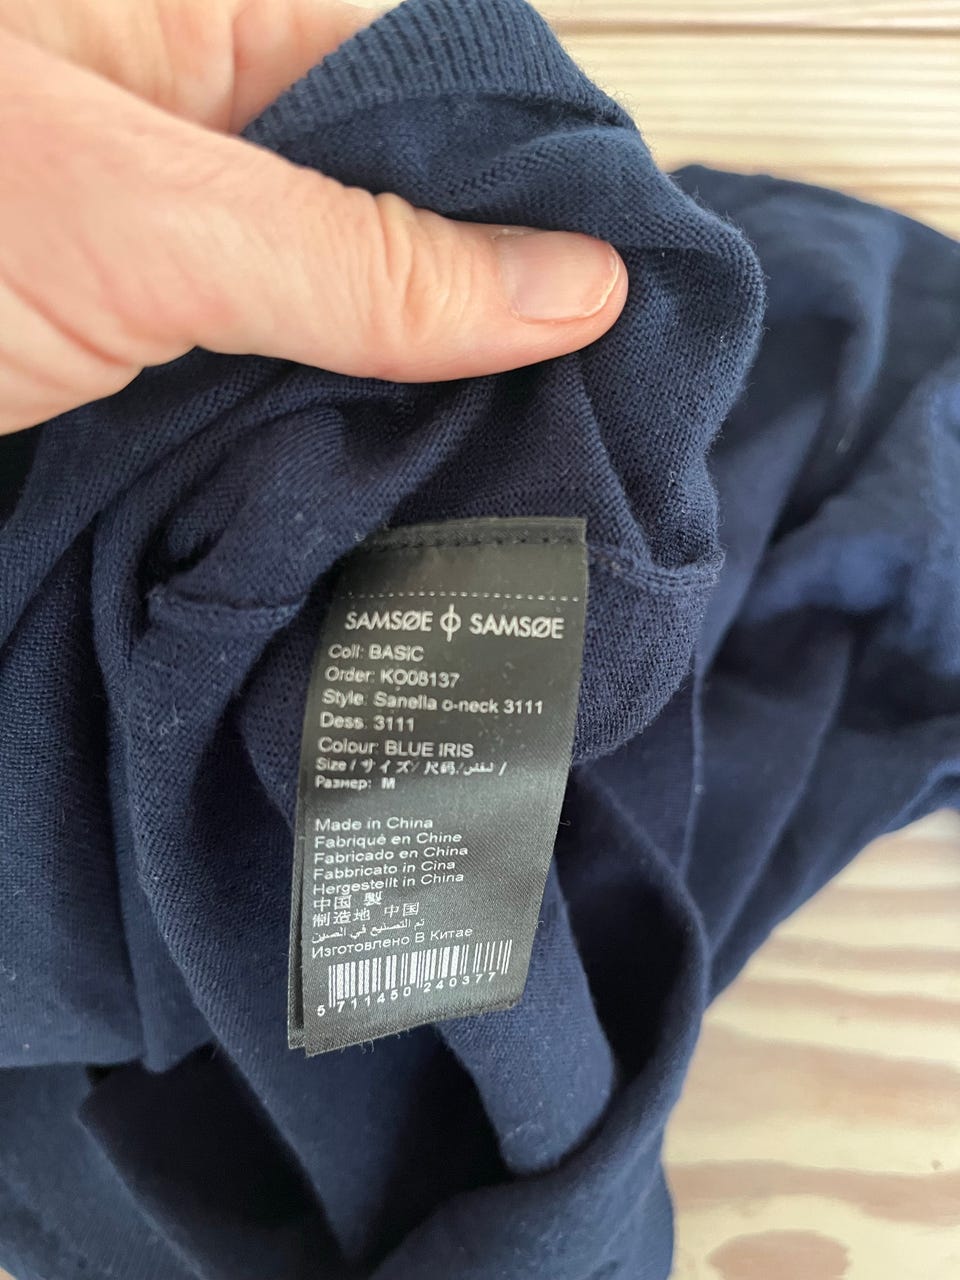 SAMSØE ϕ SAMSØE
Coll: BASIC
Order: KO08137
Style: Sanella o-neck 3111
Dess: 3111
Colour: BLUE IRIS
Size / サイズ / 尺码 /
Размер: M
Made in China
Fabriqué en Chine
Fabricado en China
Fabbricato in Cina
Hergestellt in China
中国 製
制造地 中国
تم التصنيع في الصين
Изготовлено В Китае
5 711450 240377